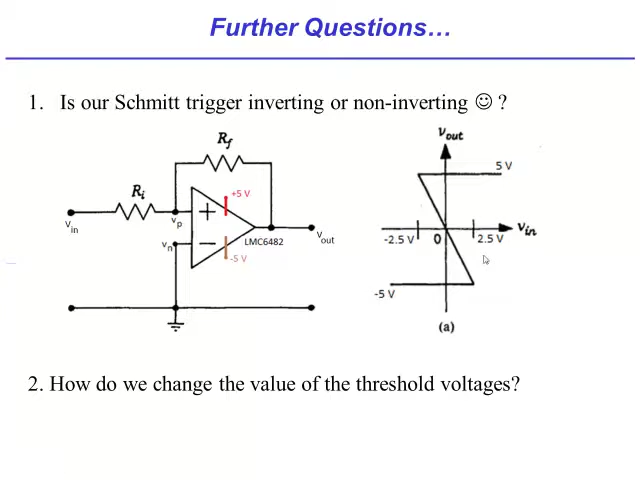 Further Questions…
1. Is our Schmitt trigger inverting or non-inverting ☺ ?
Rf
Ri
+5 V
+
vp
Vin
vn
−
LMC6482
Vout
-5 V
Vout
5 V
Vin
-2.5 V
0
2.5 V
-5 V
(a)
2. How do we change the value of the threshold voltages?